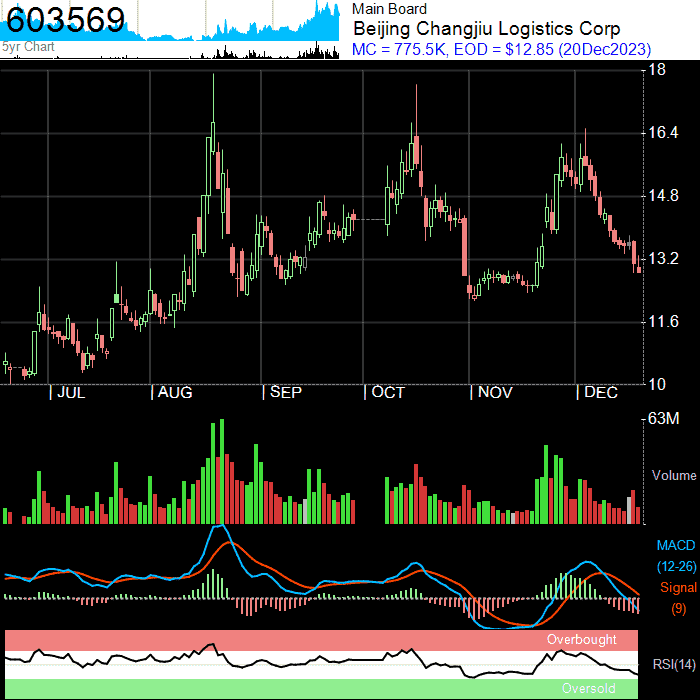 603569
5yr Chart
Main Board
Beijing Changjiu Logistics Corp
MC = 775.5K, EOD = $12.85 (20Dec2023)
18
16.4
14.8
13.2
11.6
10
| JUL | AUG | SEP | OCT | NOV | DEC
63M
Volume
MACD
(12-26)
Signal
(9)
Overbought
RSI(14)
Oversold